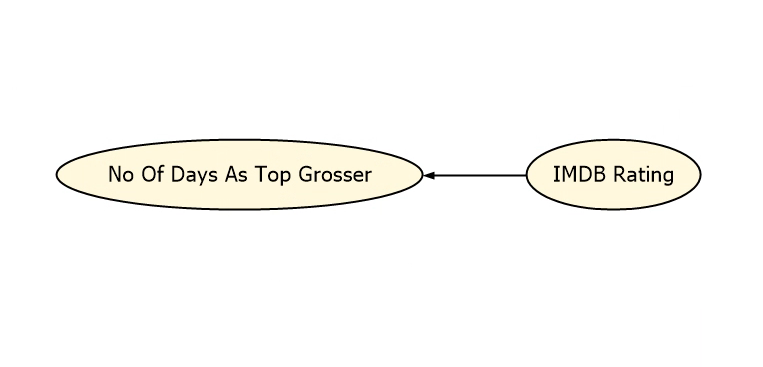 No Of Days As Top Grosser
IMDB Rating